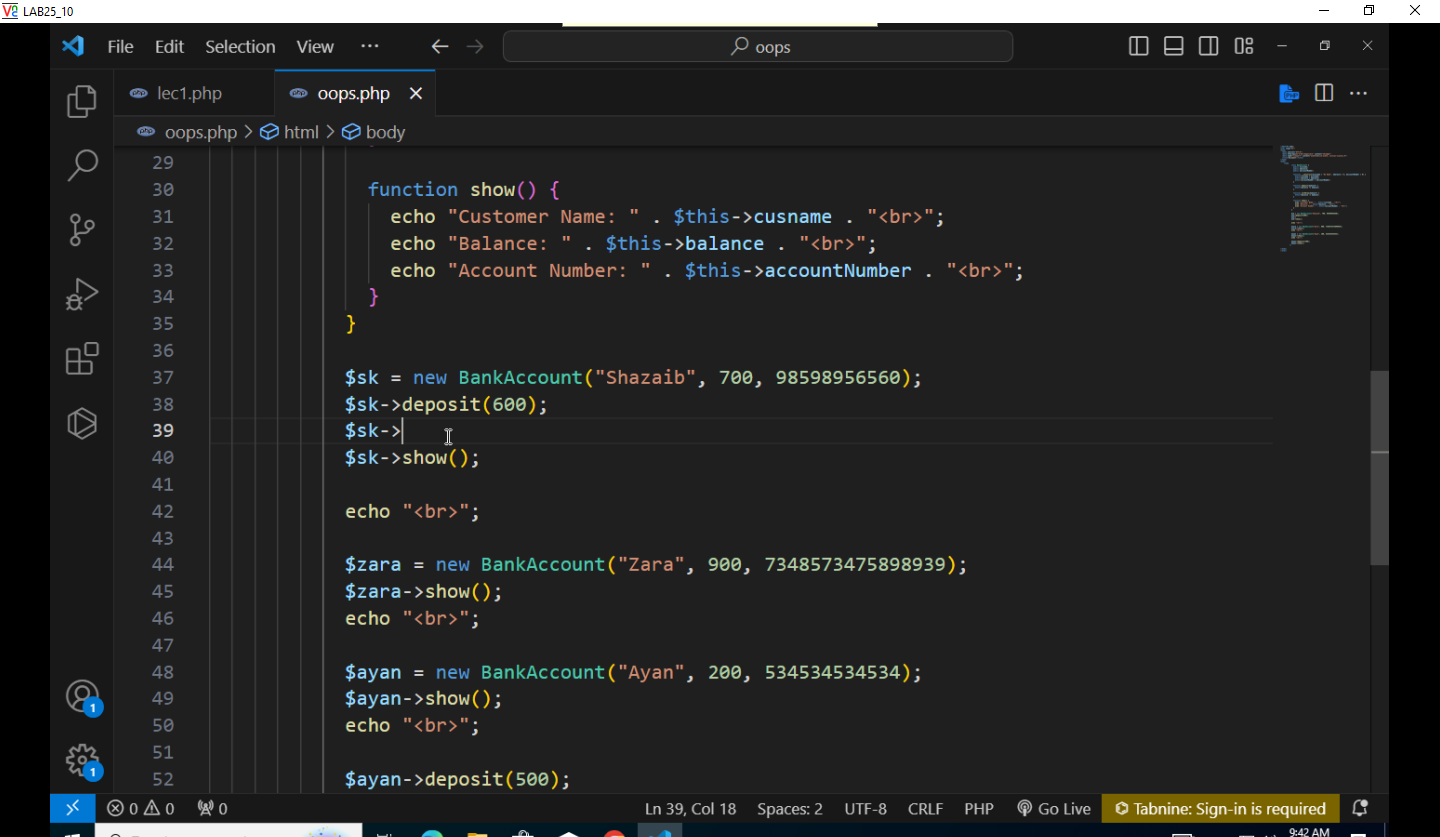 LAB25_10
File Edit Selection View ··· oops
lec1.php oops.php
oops.php > html > body
29
30 function show() {
31 echo "Customer Name: " . $this->cusname . "<br>";
32 echo "Balance: " . $this->balance . "<br>";
33 echo "Account Number: " . $this->accountNumber . "<br>";
34 }
35 }
36
37 $sk = new BankAccount("Shazaib", 700, 98598956560);
38 $sk->deposit(600);
39 $sk->
40 $sk->show();
41
42 echo "<br>";
43
44 $zara = new BankAccount("Zara", 900, 7348573475898939);
45 $zara->show();
46 echo "<br>";
47
48 $ayan = new BankAccount("Ayan", 200, 534534534534);
49 $ayan->show();
50 echo "<br>";
51
52 $ayan->deposit(500);
1
1
0 0 0 Ln 39, Col 18 Spaces: 2 UTF-8 CRLF PHP Go Live Tabnine: Sign-in is required
9:42 AM